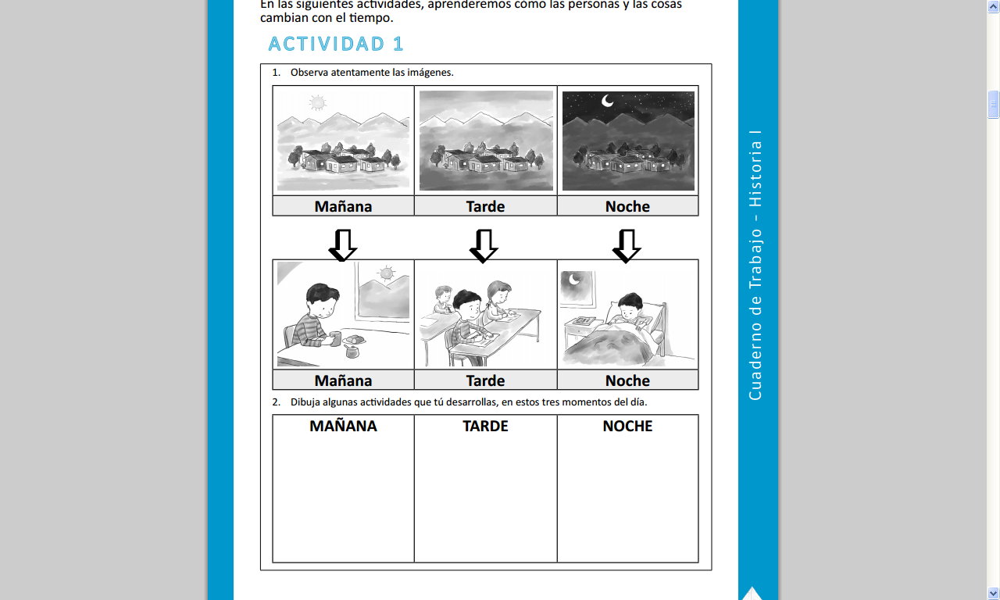 En las siguientes actividades, aprenderemos cómo las personas y las cosas
cambian con el tiempo.
ACTIVIDAD 1
1. Observa atentamente las imágenes.
Mañana Tarde Noche
Mañana Tarde Noche
2. Dibuja algunas actividades que tú desarrollas, en estos tres momentos del día.
MAÑANA TARDE NOCHE
Cuaderno de Trabajo – Historia I